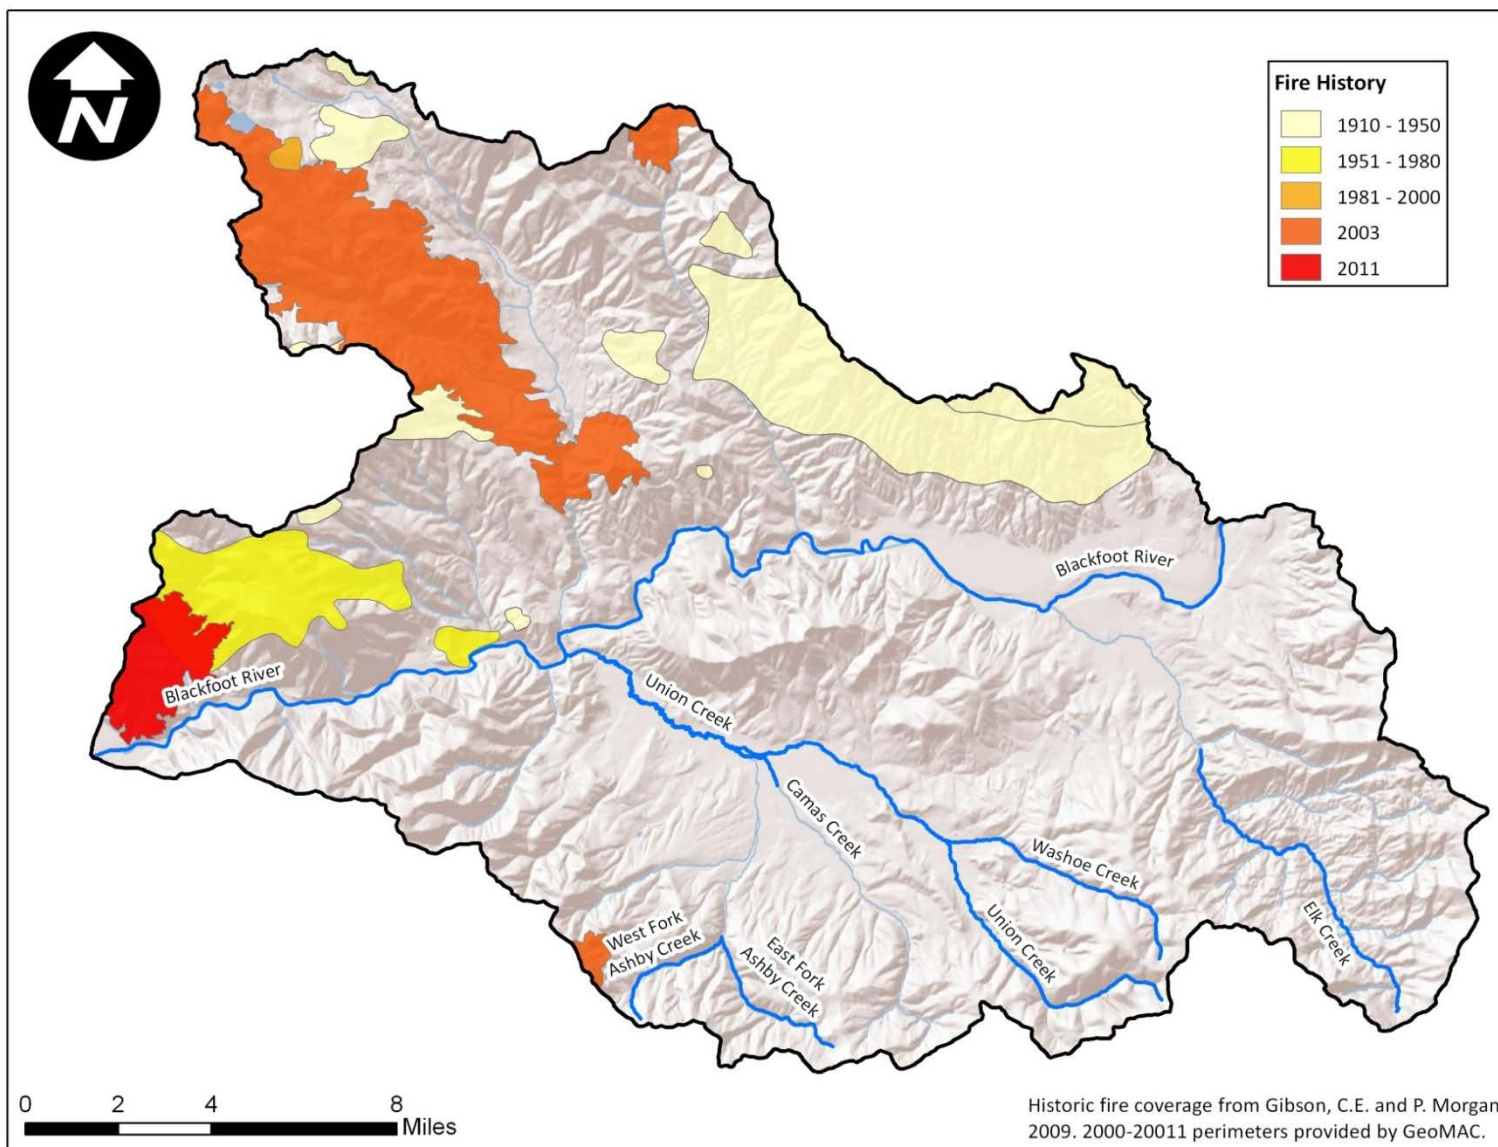 N
Fire History
1910 - 1950
1951 - 1980
1981 - 2000
2003
2011
Blackfoot River
Blackfoot River
Union Creek
Camas Creek
Washoe Creek
Union Creek
Elk Creek
West Fork
Ashby Creek
East Fork
Ashby Creek
0 2 4 8
Miles
Historic fire coverage from Gibson, C.E. and P. Morgan
2009. 2000-20011 perimeters provided by GeoMAC.